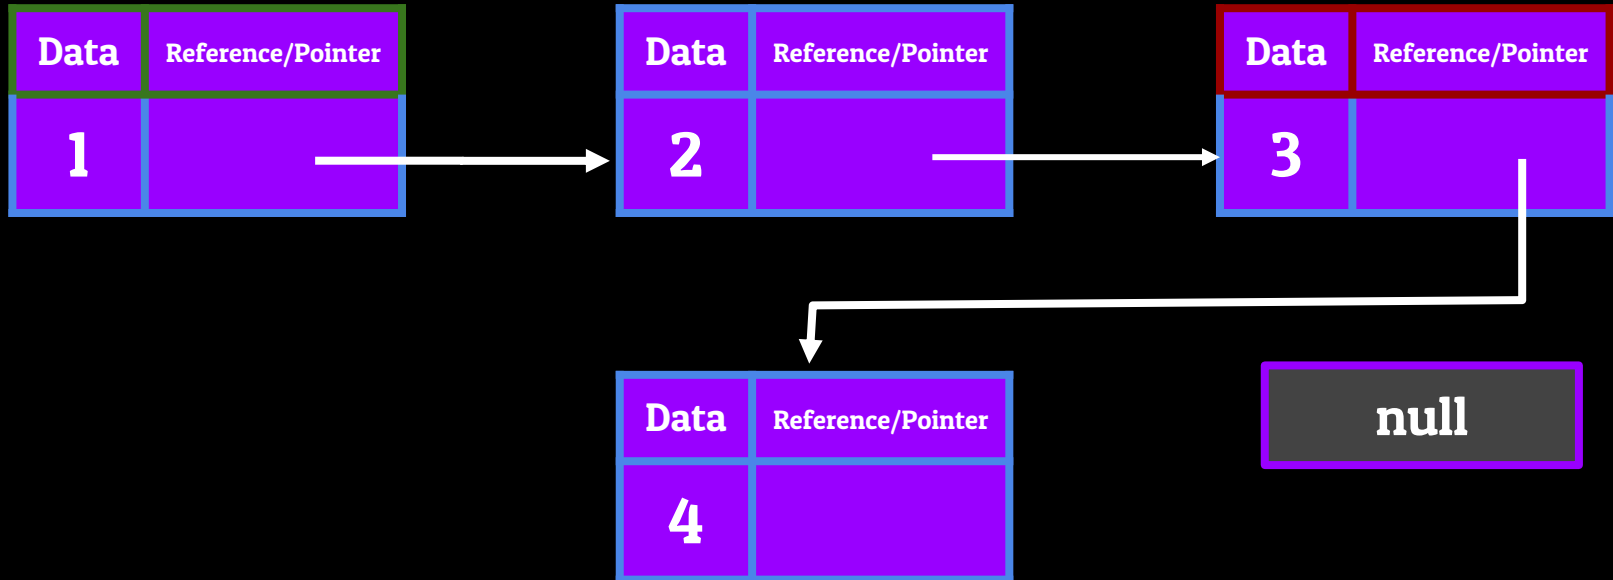 Data Reference/Pointer
1
Data Reference/Pointer
2
Data Reference/Pointer
3
Data Reference/Pointer
4
null